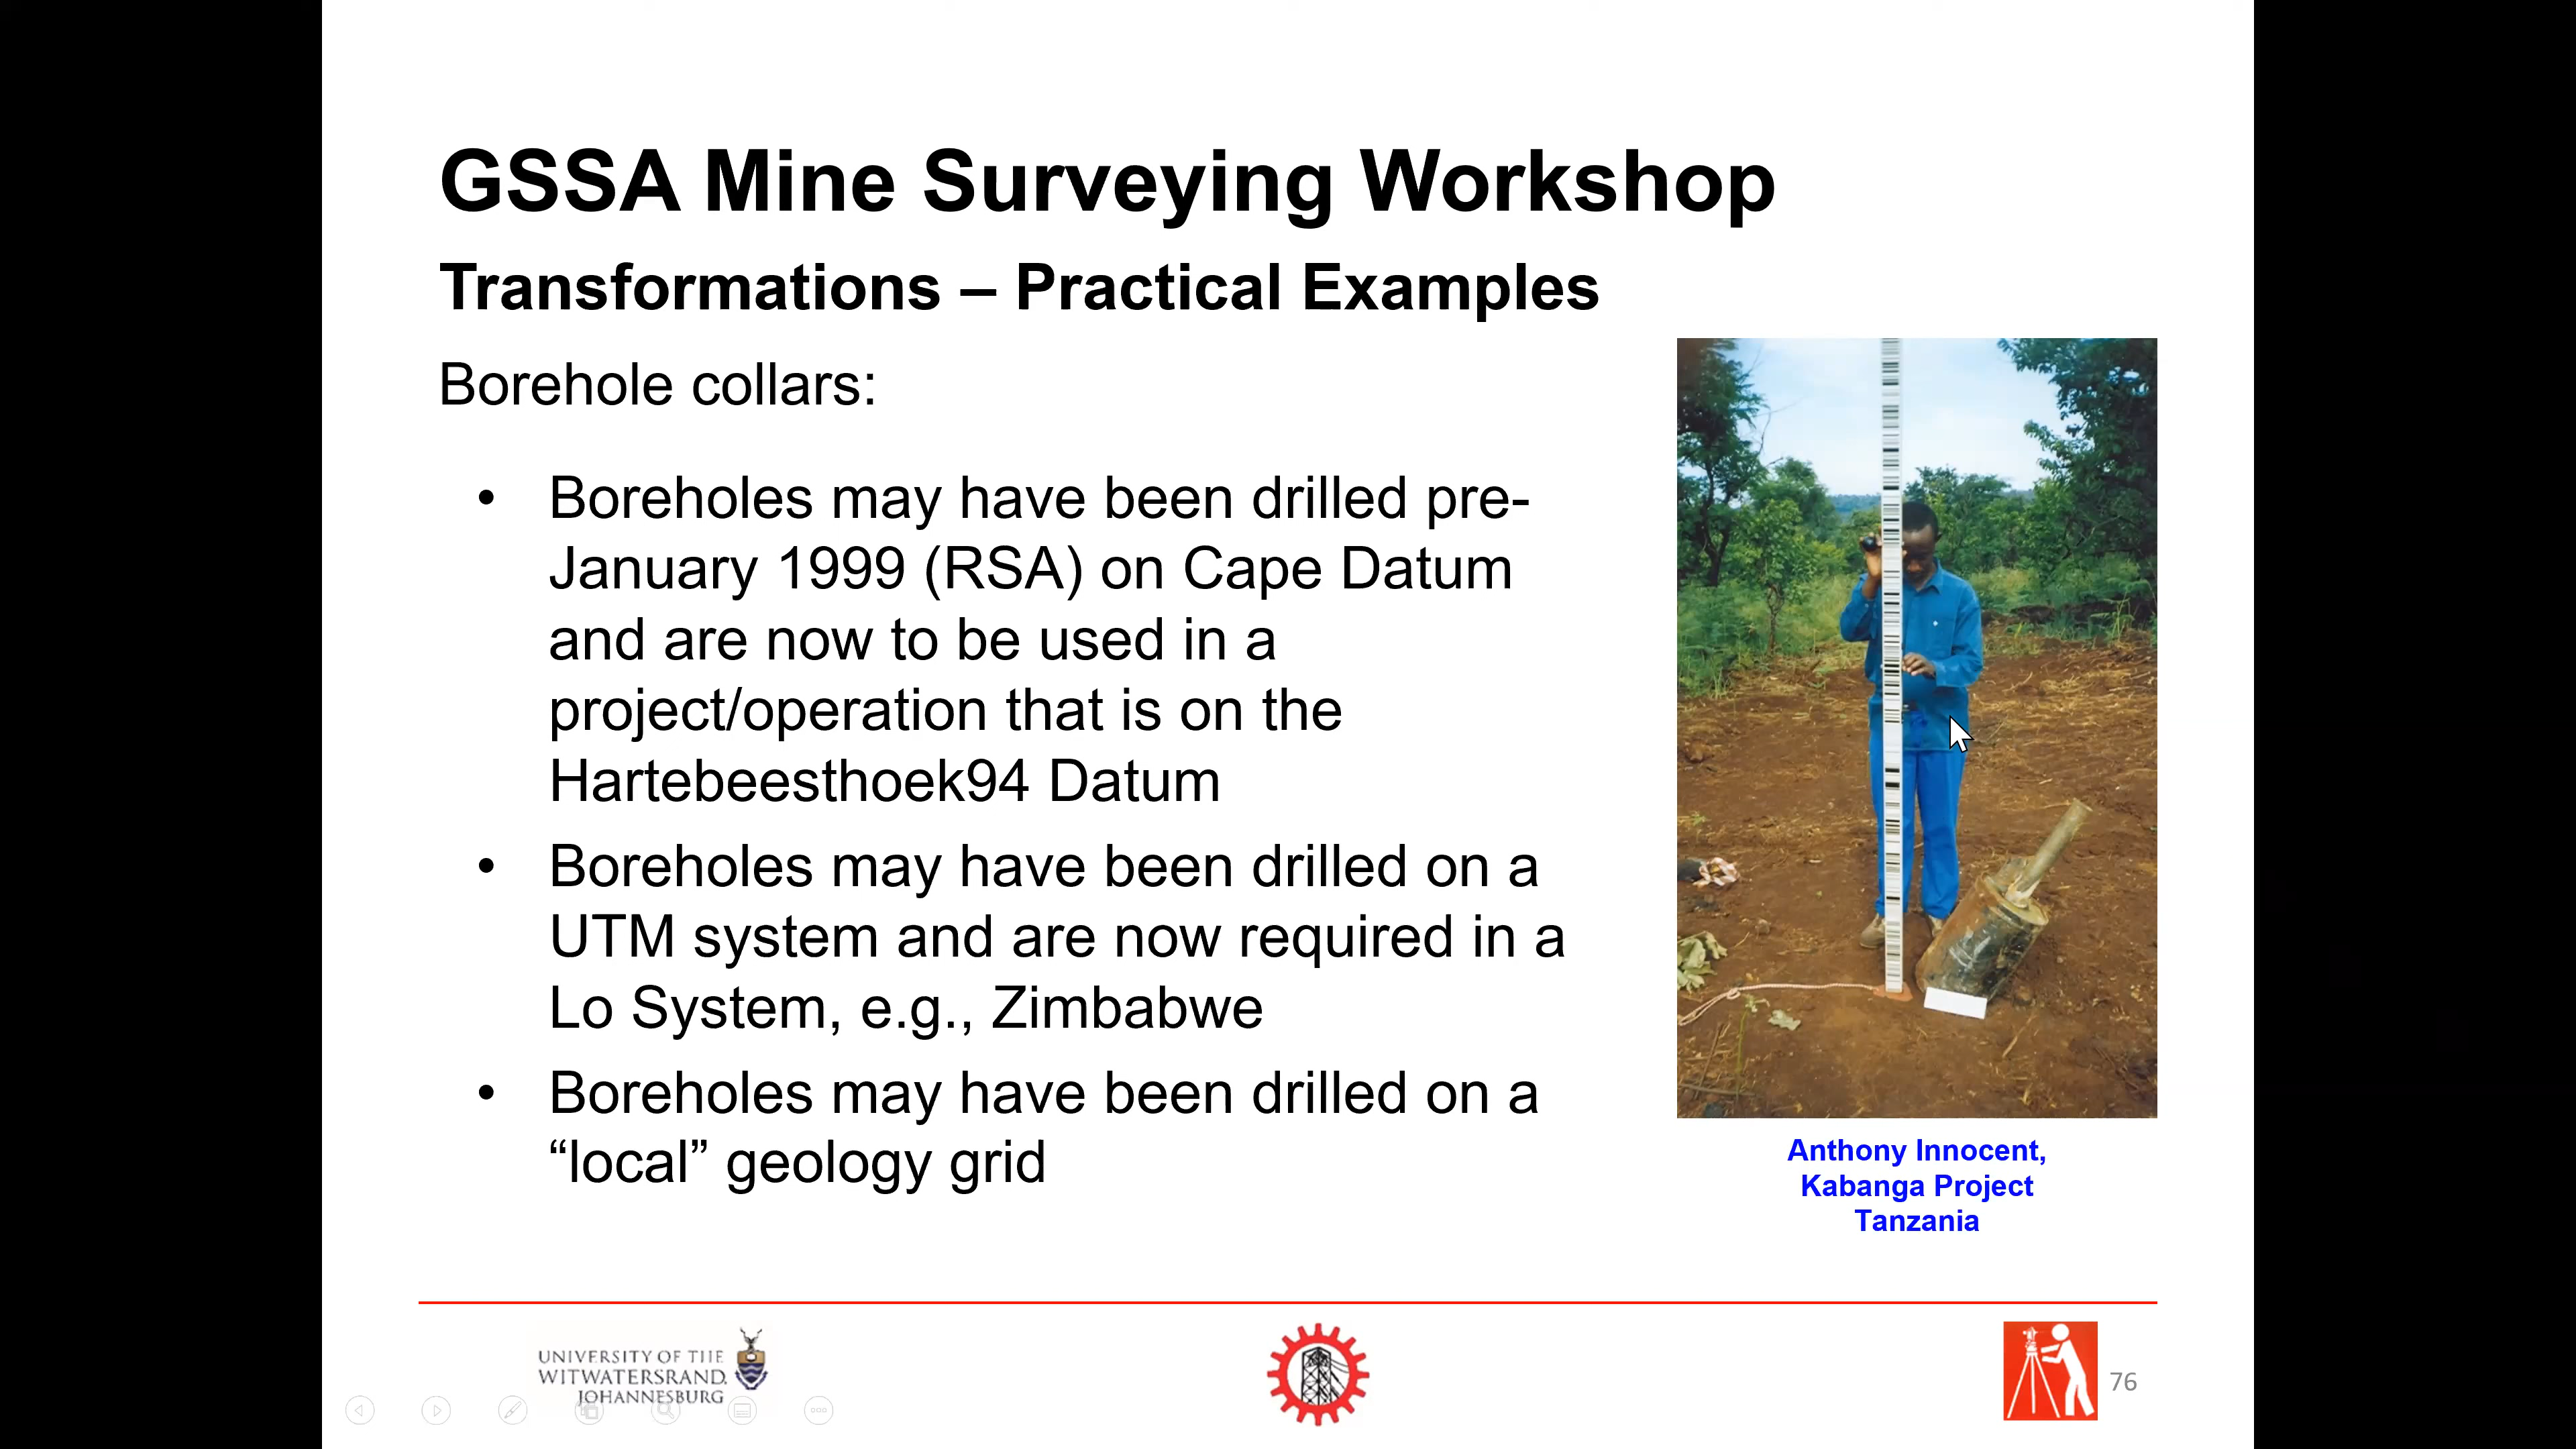 GSSA Mine Surveying Workshop
Transformations – Practical Examples
Borehole collars:
• Boreholes may have been drilled pre-
January 1999 (RSA) on Cape Datum
and are now to be used in a
project/operation that is on the
Hartebeesthoek94 Datum
• Boreholes may have been drilled on a
UTM system and are now required in a
Lo System, e.g., Zimbabwe
• Boreholes may have been drilled on a
“local” geology grid
Anthony Innocent,
Kabanga Project
Tanzania
UNIVERSITY OF THE
WITWATERSRAND,
JOHANNESBURG
76